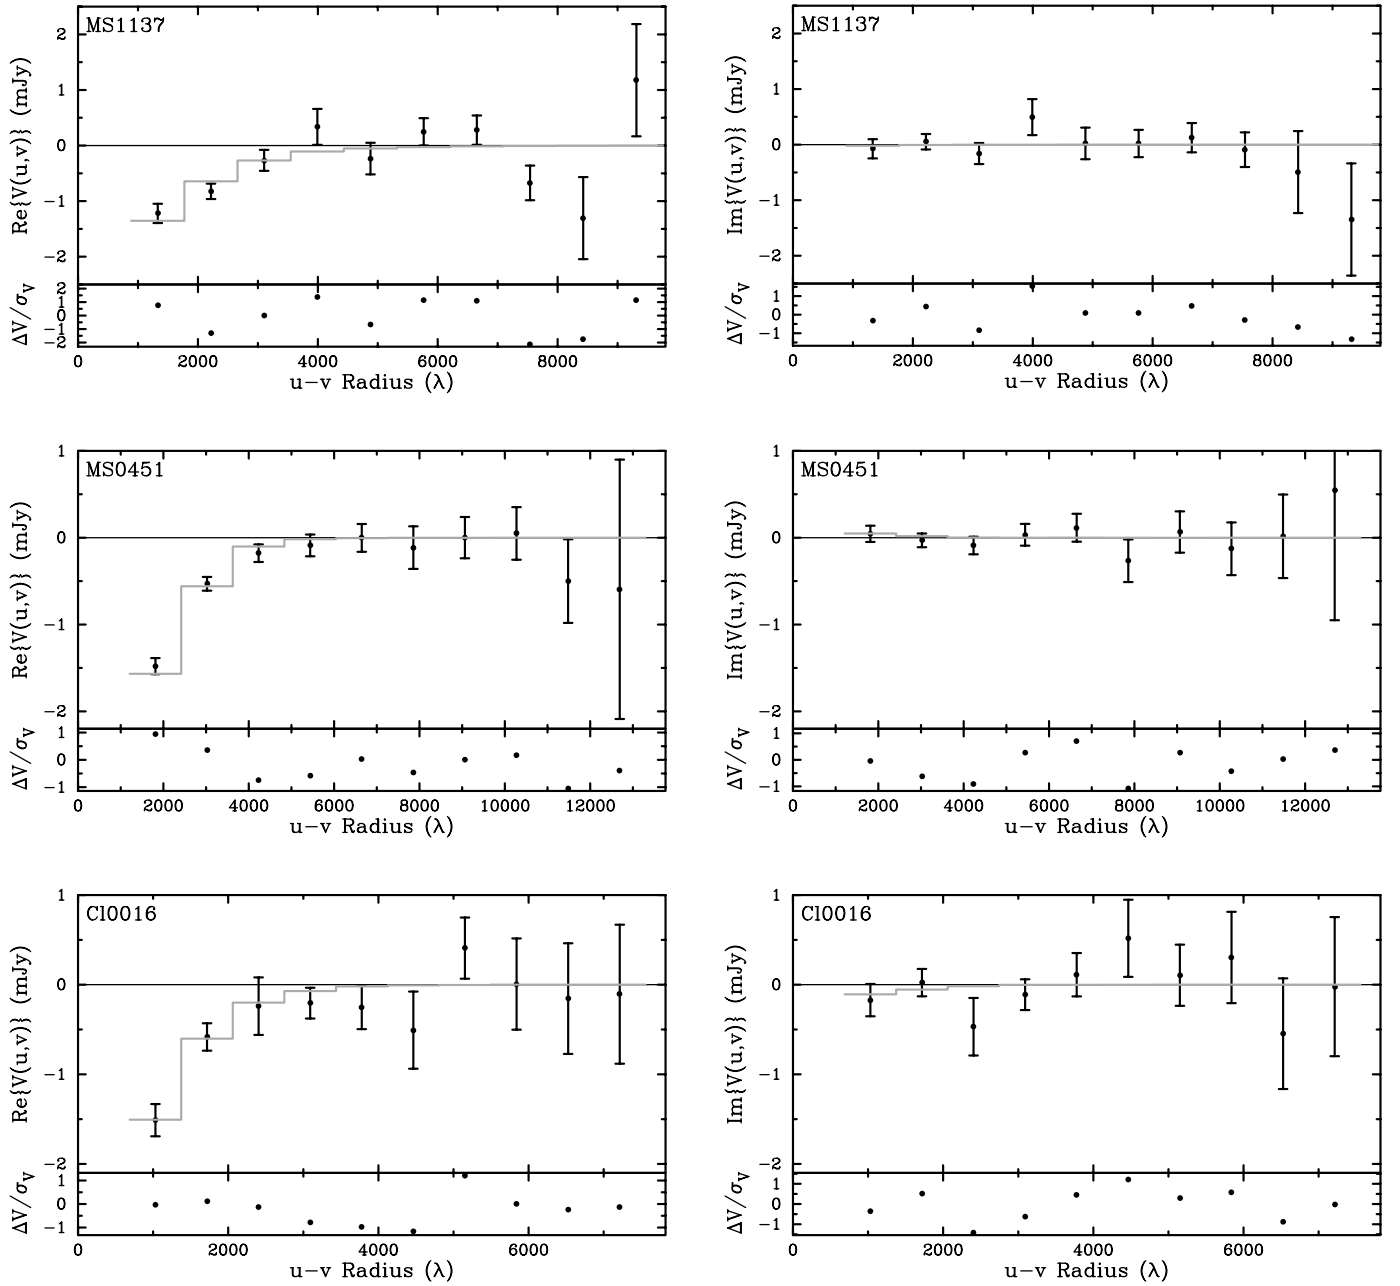 MS1137
2
1
0
−1
−2
Re{V(u,v)} (mJy)
2
1
0
−1
−2
ΔV/σV
0 2000 4000 6000 8000
u−v Radius (λ)
MS1137
2
1
0
−1
−2
Im{V(u,v)} (mJy)
1
0
−1
ΔV/σV
0 2000 4000 6000 8000
u−v Radius (λ)
MS0451
1
0
−1
−2
Re{V(u,v)} (mJy)
1
0
−1
ΔV/σV
0 2000 4000 6000 8000 10000 12000
u−v Radius (λ)
MS0451
1
0
−1
−2
Im{V(u,v)} (mJy)
1
0
−1
ΔV/σV
0 2000 4000 6000 8000 10000 12000
u−v Radius (λ)
Cl0016
1
0
−1
−2
Re{V(u,v)} (mJy)
1
0
−1
ΔV/σV
0 2000 4000 6000
u−v Radius (λ)
Cl0016
1
0
−1
−2
Im{V(u,v)} (mJy)
1
0
−1
ΔV/σV
0 2000 4000 6000
u−v Radius (λ)